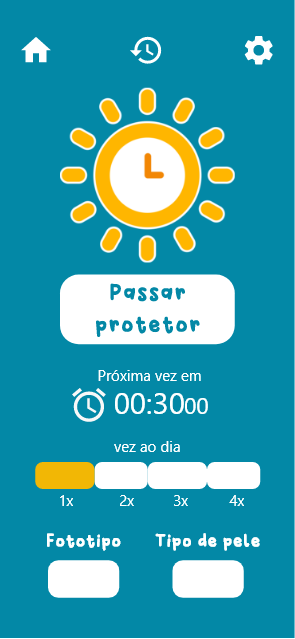 Passar
protetor
Próxima vez em
00:3000
vez ao dia
1x 2x 3x 4x
Fototipo Tipo de pele